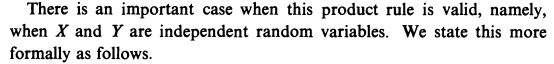 There is an important case when this product rule is valid, namely,
when X and Y are independent random variables. We state this more
formally as follows.